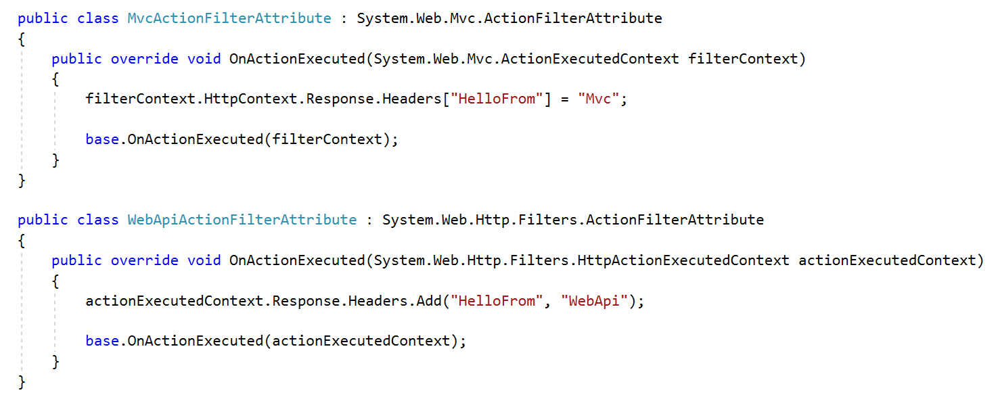 public class MvcActionFilterAttribute : System.Web.Mvc.ActionFilterAttribute
{
public override void OnActionExecuted(System.Web.Mvc.ActionExecutedContext filterContext)
{
filterContext.HttpContext.Response.Headers["HelloFrom"] = "Mvc";
base.OnActionExecuted(filterContext);
}
}
public class WebApiActionFilterAttribute : System.Web.Http.Filters.ActionFilterAttribute
{
public override void OnActionExecuted(System.Web.Http.Filters.HttpActionExecutedContext actionExecutedContext)
{
actionExecutedContext.Response.Headers.Add("HelloFrom", "WebApi");
base.OnActionExecuted(actionExecutedContext);
}
}